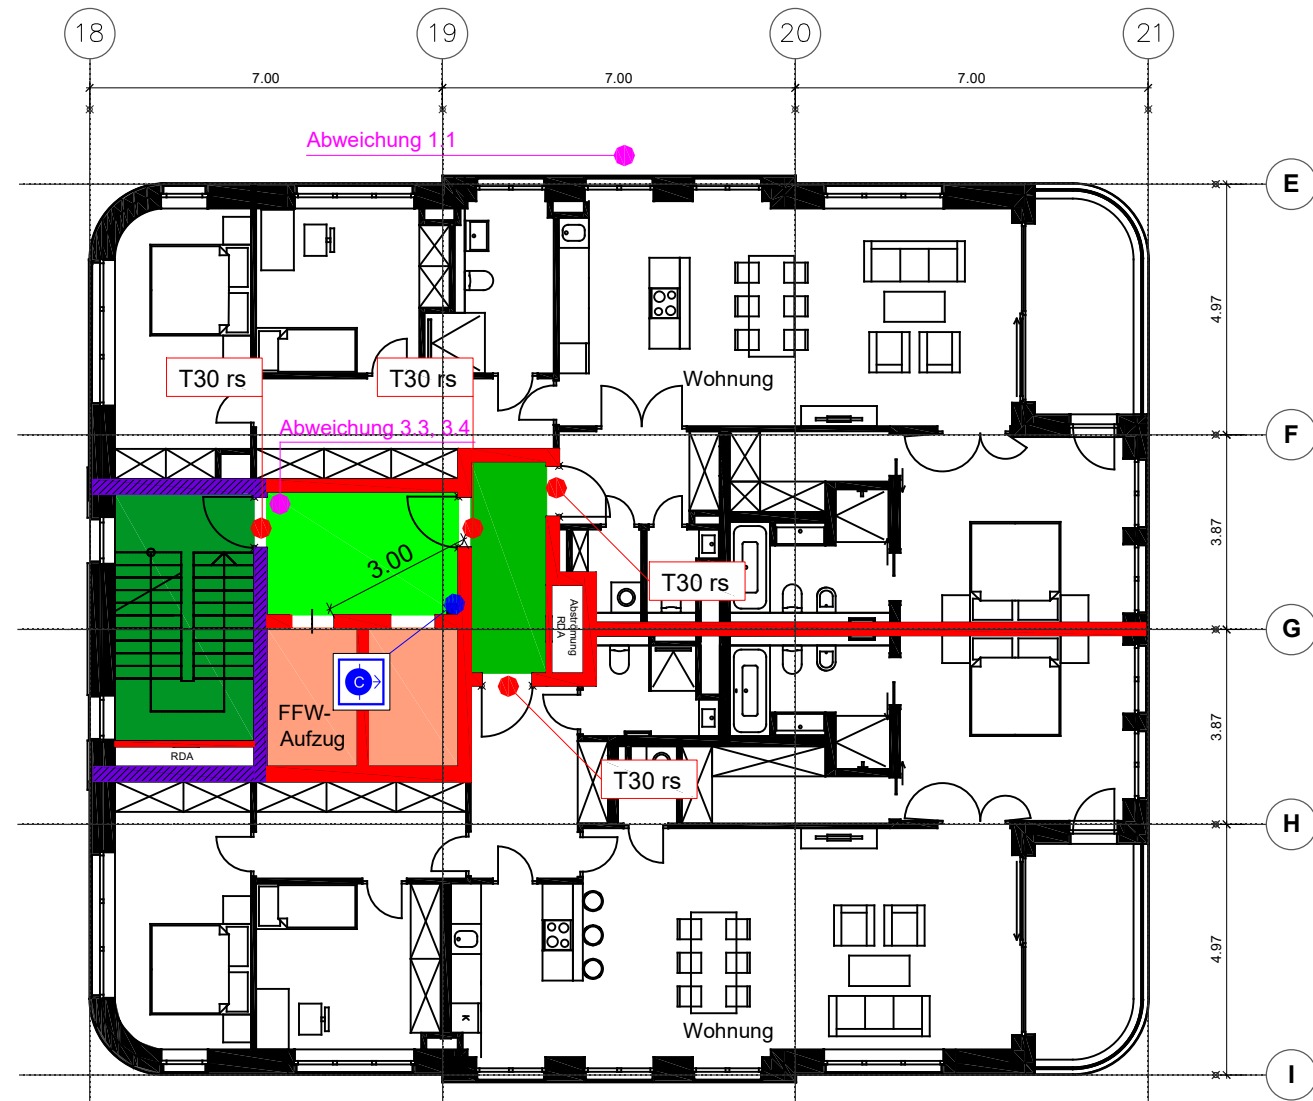 18
19
20
21
7.00
7.00
7.00
Abweichung 1.1
E
4.97
T30 rs
T30 rs
Wohnung
Abweichung 3.3, 3.4
F
3.87
3.00
T30 rs
Abströmung
RDA
G
C
FFW-
Aufzug
3.87
RDA
T30 rs
H
4.97
K
Wohnung
I